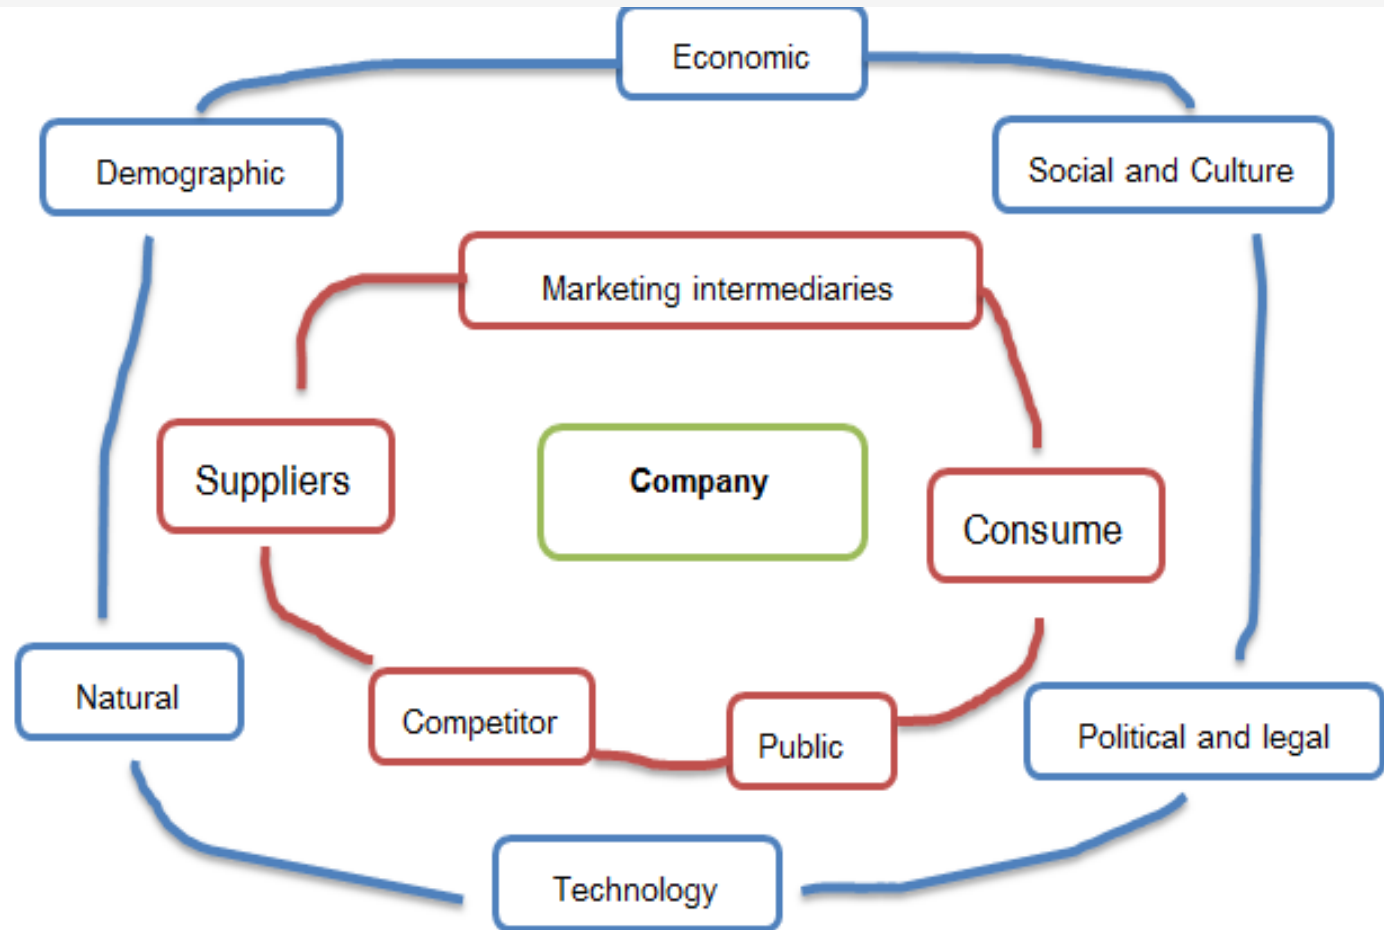 Economic
Demographic
Social and Culture
Marketing intermediaries
Suppliers
Company
Consume
Natural
Competitor
Public
Political and legal
Technology